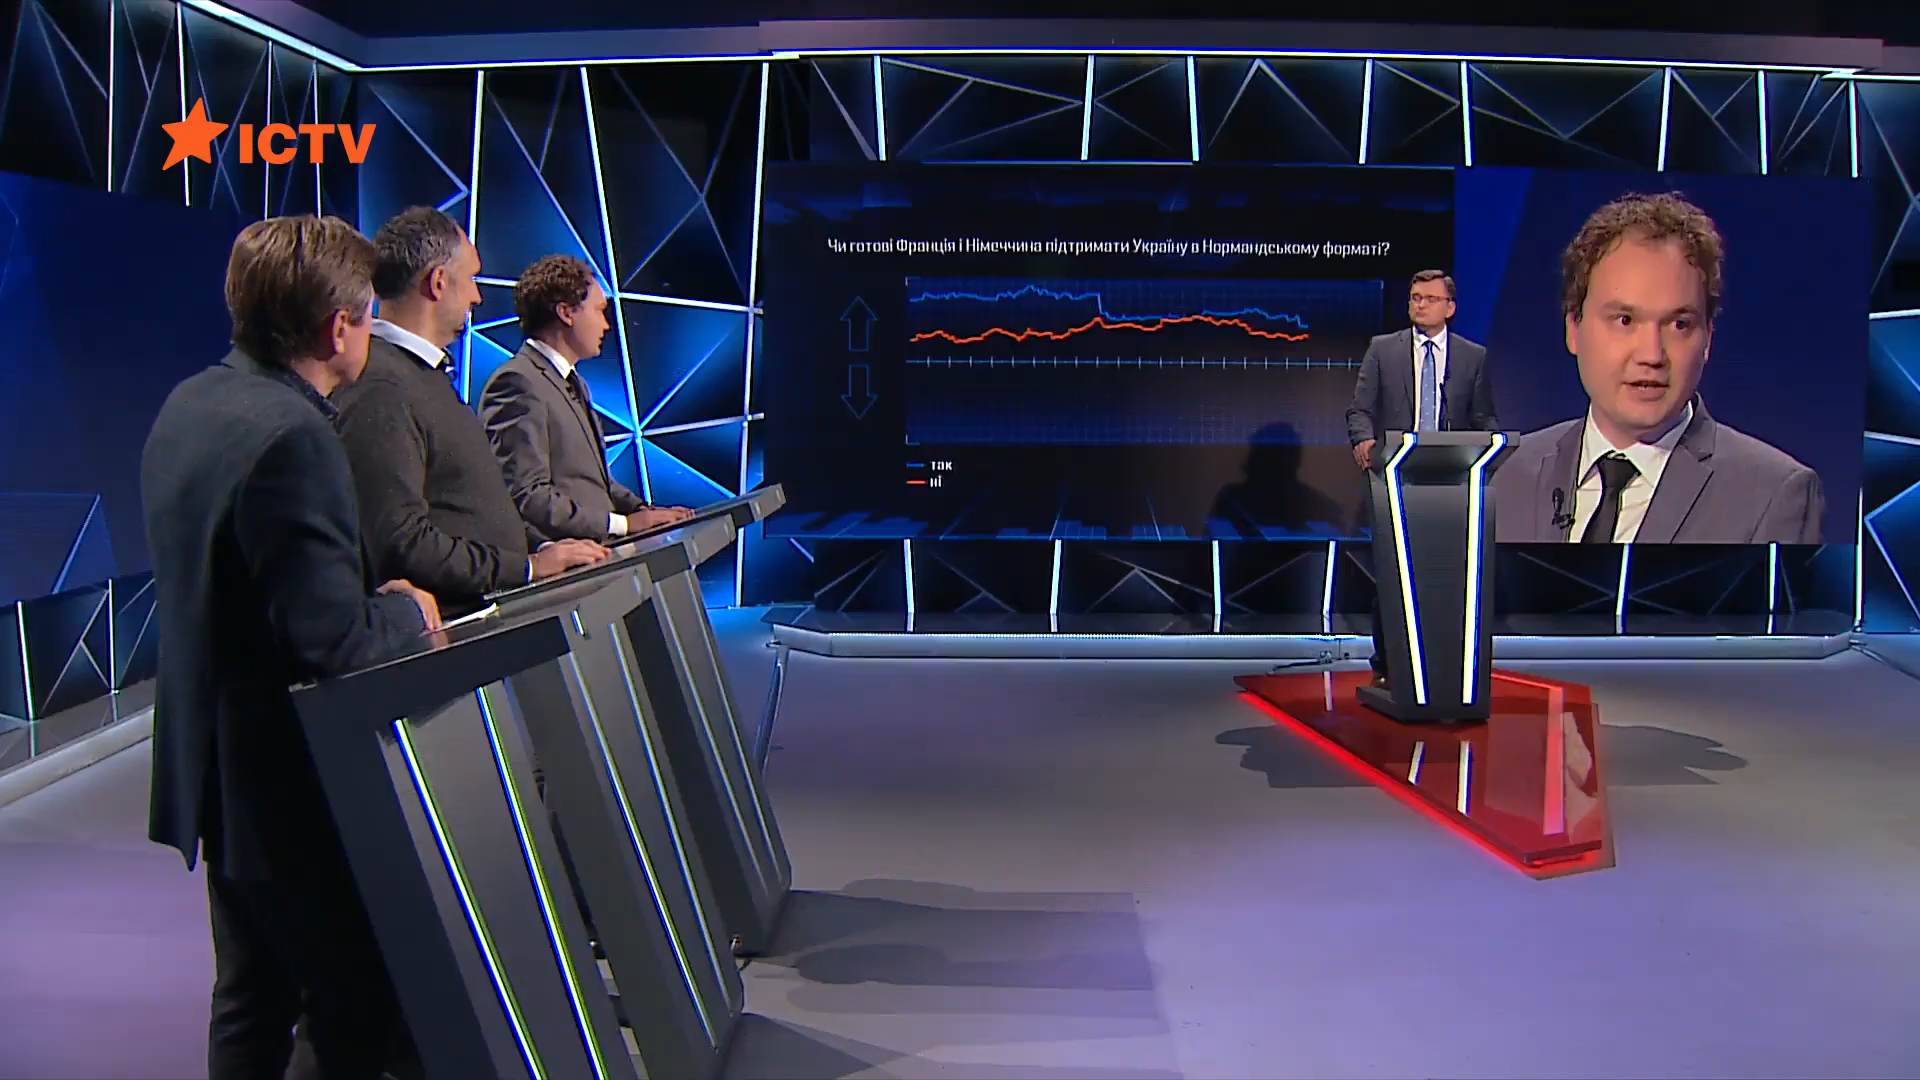 ICTV
Чи готові Франція і Німеччина підтримати Україну в Нормандському форматі?
так
ні